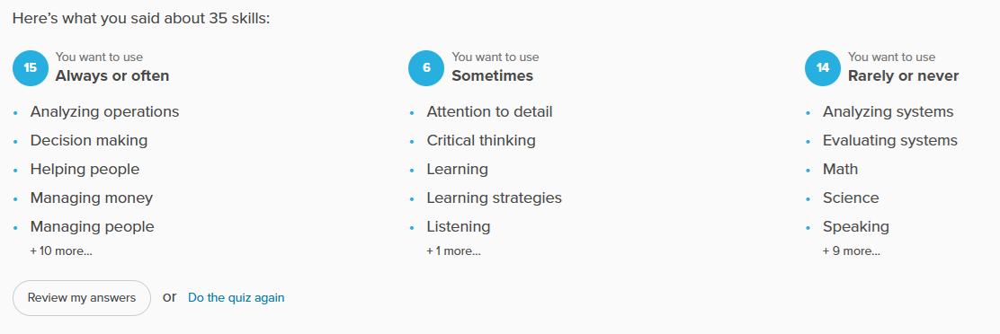 Here's what you said about 35 skills:
15
You want to use
Always or often
• Analyzing operations
• Decision making
• Helping people
• Managing money
• Managing people
+ 10 more...
6
You want to use
Sometimes
• Attention to detail
• Critical thinking
• Learning
• Learning strategies
• Listening
+ 1 more...
14
You want to use
Rarely or never
• Analyzing systems
• Evaluating systems
• Math
• Science
• Speaking
+ 9 more...
Review my answers or Do the quiz again